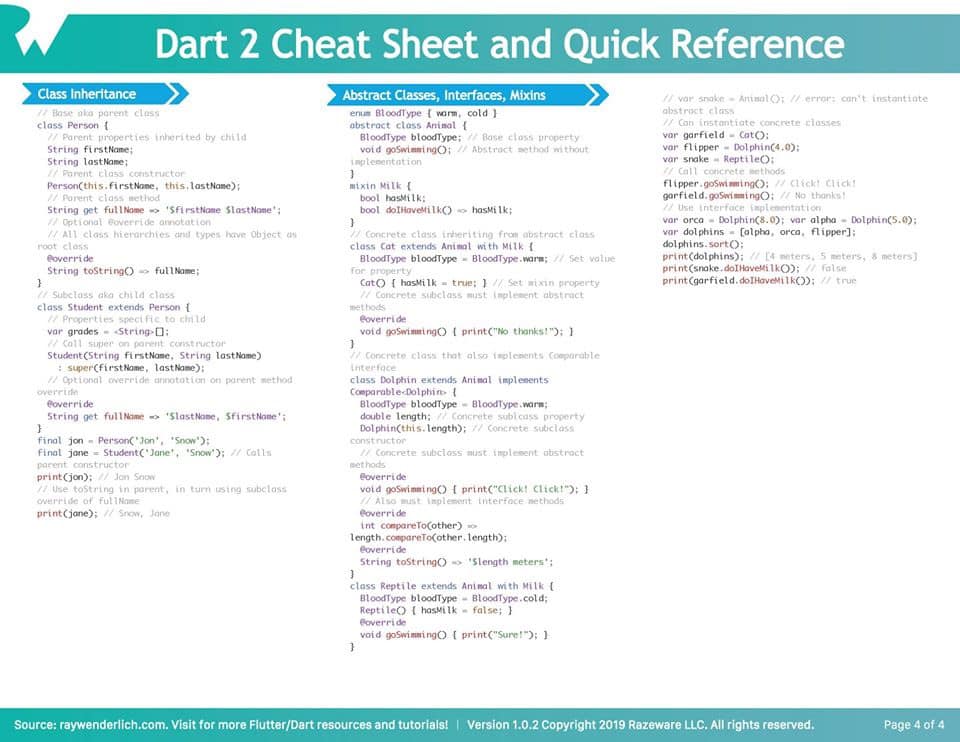 Dart 2 Cheat Sheet and Quick Reference
Class Inheritance
// Base aka parent class
class Person {
// Parent properties inherited by child
String firstName;
String lastName;
// Parent class constructor
Person(this.firstName, this.lastName);
// Parent class method
String get fullName => '$firstName $lastName';
// Optional @override annotation
// All class hierarchies and types have Object as
root class
@override
String toString() => fullName;
}
// Subclass aka child class
class Student extends Person {
// Properties specific to child
var grades = <String>[];
// Call super on parent constructor
Student(String firstName, String lastName)
: super(firstName, lastName);
// Optional override annotation on parent method
override
@override
String get fullName => '$lastName, $firstName';
}
final jon = Person('Jon', 'Snow');
final jane = Student('Jane', 'Snow'); // Calls
parent constructor
print(jon); // Jon Snow
// Use toString in parent, in turn using subclass
override of fullName
print(jane); // Snow, Jane
Abstract Classes, Interfaces, Mixins
enum BloodType { warm, cold }
abstract class Animal {
BloodType bloodType; // Base class property
void goSwimming(); // Abstract method without
implementation
}
mixin Milk {
bool hasMilk;
bool doIHaveMilk() => hasMilk;
}
// Concrete class inheriting from abstract class
class Cat extends Animal with Milk {
BloodType bloodType = BloodType.warm; // Set value
for property
Cat() { hasMilk = true; } // Set mixin property
// Concrete subclass must implement abstract
methods
@override
void goSwimming() { print("No thanks!"); }
}
// Concrete class that also implements Comparable
interface
class Dolphin extends Animal implements
Comparable<Dolphin> {
BloodType bloodType = BloodType.warm;
double length; // Concrete sublcass property
Dolphin(this.length); // Concrete subclass
constructor
// Concrete subclass must implement abstract
methods
@override
void goSwimming() { print("Click! Click!"); }
// Also must implement interface methods
@override
int compareTo(other) =>
length.compareTo(other.length);
@override
String toString() => '$length meters';
}
class Reptile extends Animal with Milk {
BloodType bloodType = BloodType.cold;
Reptile() { hasMilk = false; }
@override
void goSwimming() { print("Sure!"); }
}
// var snake = Animal(); // error: can't instantiate
abstract class
// Can instantiate concrete classes
var garfield = Cat();
var flipper = Dolphin(4.0);
var snake = Reptile();
// Call concrete methods
flipper.goSwimming(); // Click! Click!
garfield.goSwimming(); // No thanks!
// Use interface implementation
var orca = Dolphin(8.0); var alpha = Dolphin(5.0);
var dolphins = [alpha, orca, flipper];
dolphins.sort();
print(dolphins); // [4 meters, 5 meters, 8 meters]
print(snake.doIHaveMilk()); // false
print(garfield.doIHaveMilk()); // true
Source: raywenderlich.com. Visit for more Flutter/Dart resources and tutorials! | Version 1.0.2 Copyright 2019 Razeware LLC. All rights reserved. Page 4 of 4